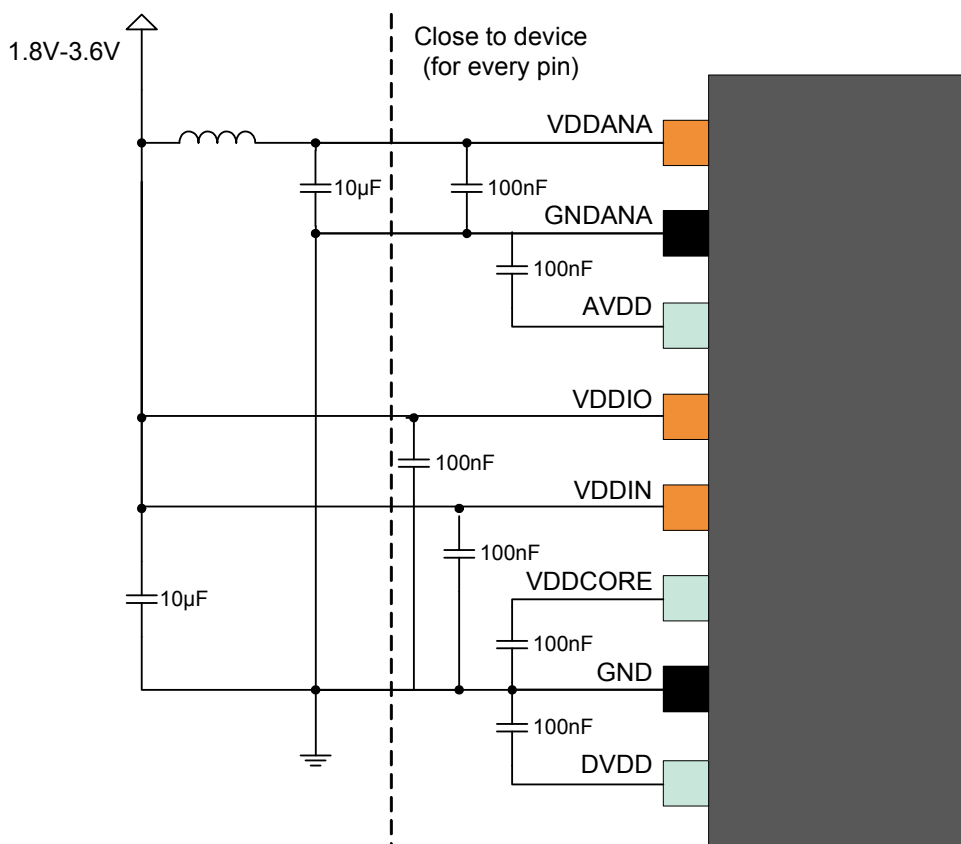 1.8V-3.6V
Close to device
(for every pin)
VDDANA
10µF
100nF
GNDANA
100nF
AVDD
VDDIO
100nF
VDDIN
100nF
VDDCORE
10µF
100nF
GND
100nF
DVDD